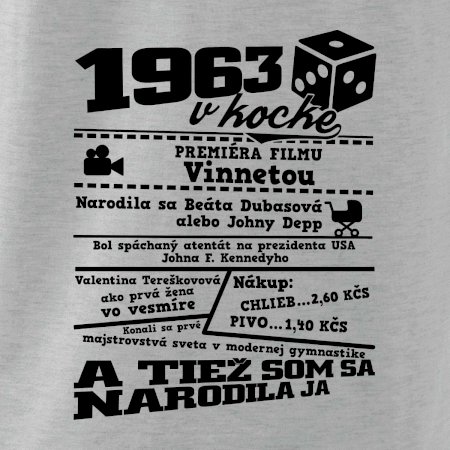 1963
v kocke
PREMIÉRA FILMU
Vinnetou
Narodila sa Beáta Dubasová
alebo Johny Depp
Bol spáchaný atentát na prezidenta USA
Johna F. Kennedyho
Valentina Tereškovová
ako prvá žena
vo vesmíre
Nákup:
CHLIEB...2,60 KČS
PIVO...1,40 KČS
Konali sa prvé
majstrovstvá sveta v modernej gymnastike
A TIEŽ SOM SA
NARODILA JA